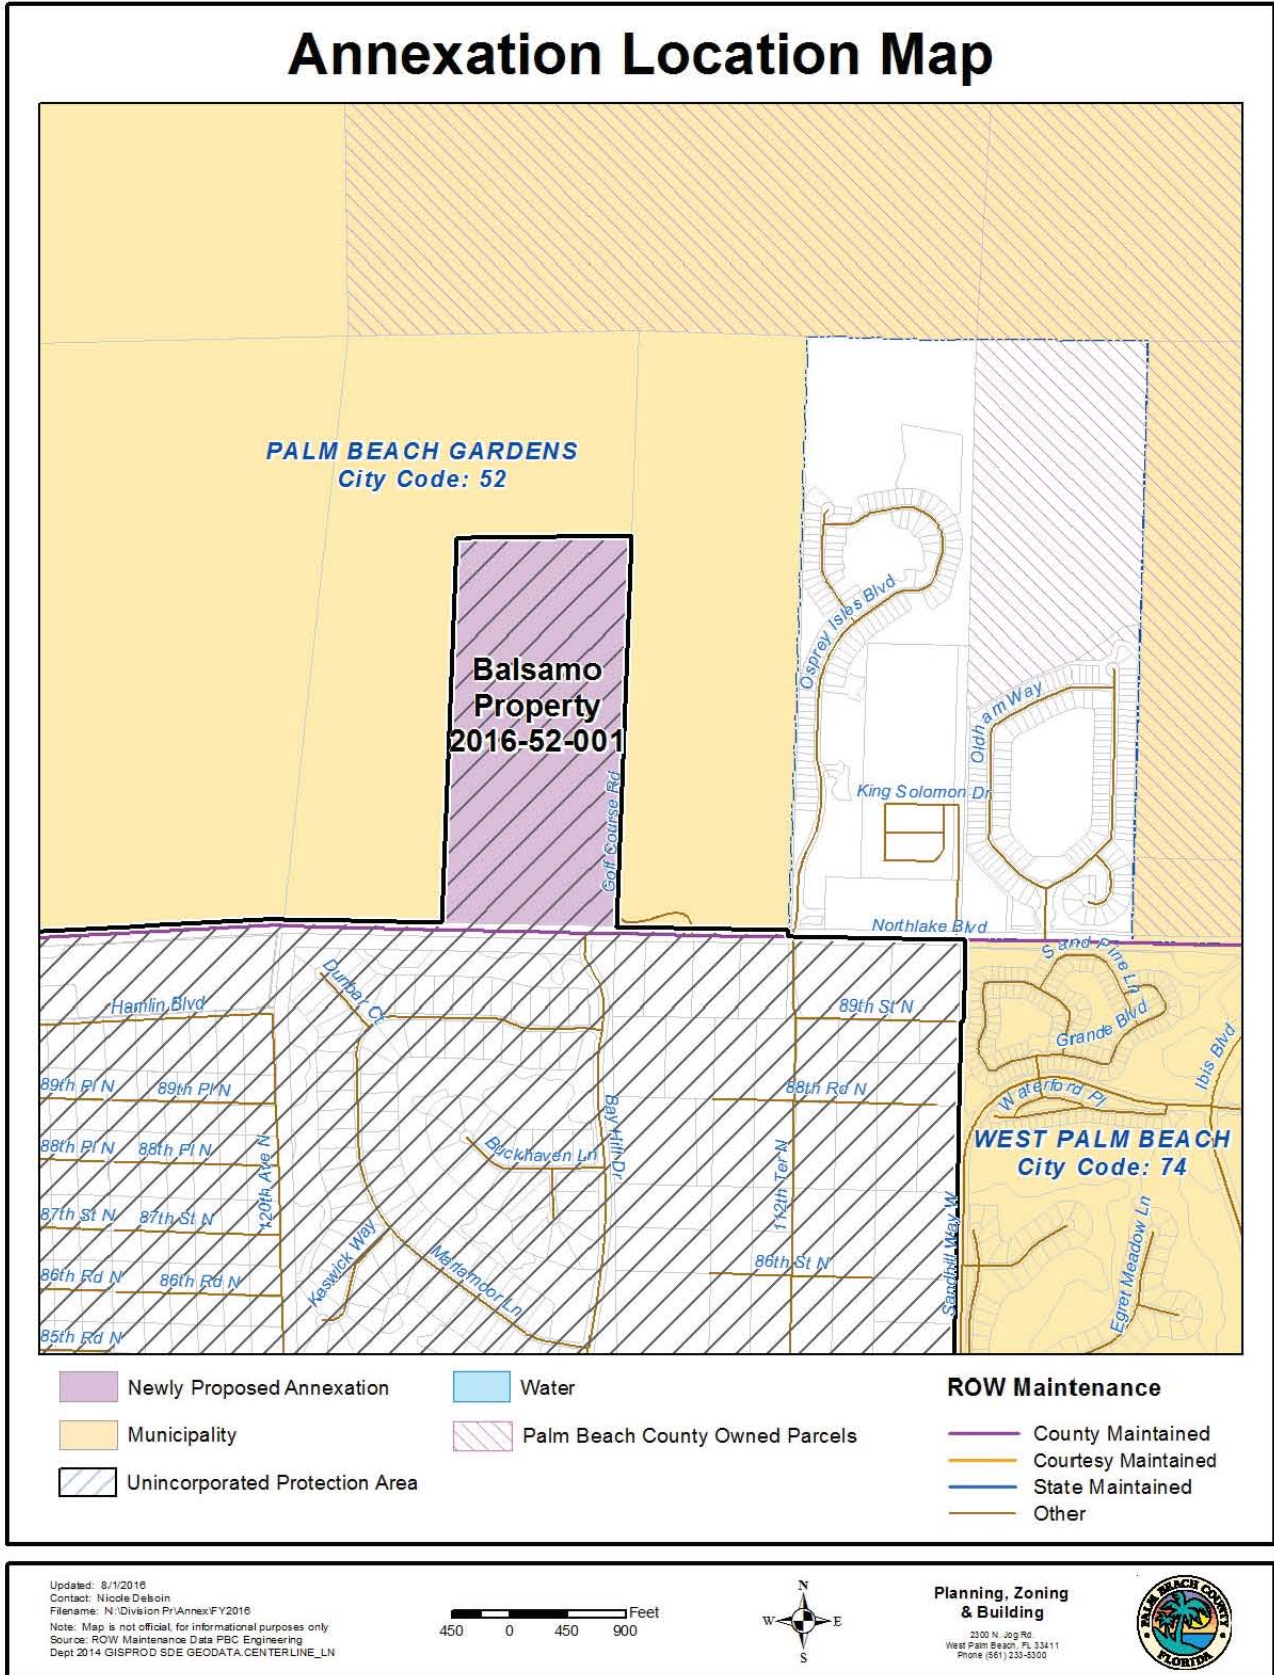 Annexation Location Map
PALM BEACH GARDENS
City Code: 52
Balsamo
Property
2016-52-001
Golf Course Rd
Osprey Isles Blvd
Oldham Way
King Solomon Dr
Northlake Blvd
Sand Pine Ln
Grande Blvd
Ibis Blvd
Waterford Pl
WEST PALM BEACH
City Code: 74
Egret Meadow Ln
Sandhill Way W
89th St N
88th Rd N
112th Ter N
86th St N
Dunbar Ct
Bay Hill Dr
Buckhaven Ln
Keswick Way
Mariamoor Ln
Hamlin Blvd
89th Pl N
89th Pl N
88th Pl N
88th Pl N
120th Ave N
87th St N
87th St N
86th Rd N
86th Rd N
85th Rd N
Newly Proposed Annexation
Municipality
Unincorporated Protection Area
Water
Palm Beach County Owned Parcels
ROW Maintenance
County Maintained
Courtesy Maintained
State Maintained
Other
Updated: 8/1/2016
Contact: Nicole Delsoin
Filename: N:\Division Pr\Annex\FY2016
Note: Map is not official, for informational purposes only
Source: ROW Maintenance Data PBC Engineering
Dept 2014 GISPROD SDE GEODATA.CENTERLINE_LN
450 0 450 900 Feet
N
W E
S
Planning, Zoning
& Building
2300 N. Jog Rd.
West Palm Beach, FL 33411
Phone (561) 233-5300
PALM BEACH COUNTY
FLORIDA